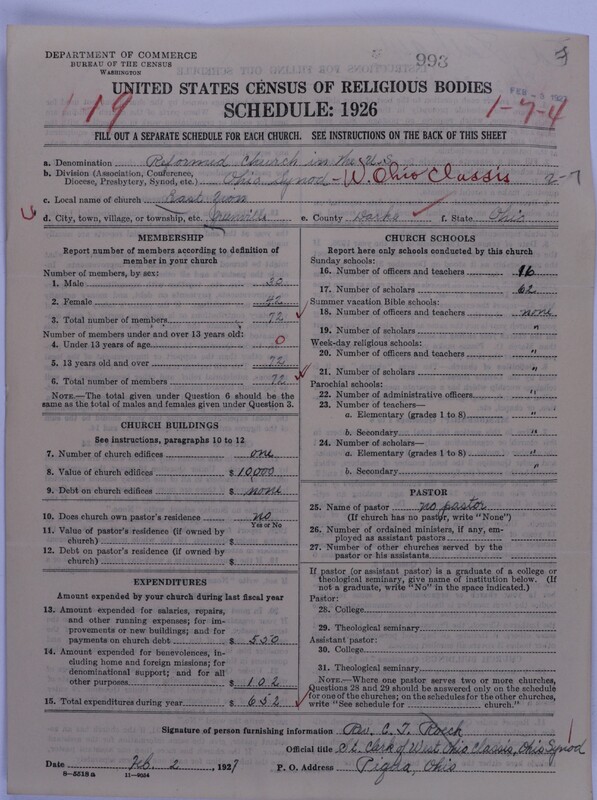 993
DEPARTMENT OF COMMERCE
BUREAU OF THE CENSUS
WASHINGTON
UNITED STATES CENSUS OF RELIGIOUS BODIES
SCHEDULE: 1926
119
1-7-4
FILL OUT A SEPARATE SCHEDULE FOR EACH CHURCH. SEE INSTRUCTIONS ON THE BACK OF THIS SHEET
a. Denomination Reformed Church in the U.S.
b. Division (Association, Conference, Diocese, Presbytery, Synod, etc.) Ohio Synod - W. Ohio Classis 2-7
c. Local name of church East Zion
d. City, town, village, or township, etc. Greenville e. County Darke f. State Ohio
MEMBERSHIP
Report number of members according to definition of
member in your church
Number of members, by sex:
1. Male 30
2. Female 42
3. Total number of members 72
Number of members under and over 13 years old:
4. Under 13 years of age 0
5. 13 years old and over 72
6. Total number of members 72
NOTE.—The total given under Question 6 should be
same as the total of males and females given under Question 3.
CHURCH BUILDINGS
See instructions, paragraphs 10 to 12
7. Number of church edifices one
8. Value of church edifices $ 10,000
9. Debt on church edifices $ none
10. Does church own pastor's residence no
Yes or No
11. Value of pastor's residence (if owned by
church) $
12. Debt on pastor's residence (if owned by
church) $
EXPENDITURES
Amount expended by your church during last fiscal year
13. Amount expended for salaries, repairs,
and other running expenses; for im-
provements or new buildings; and for
payments on church debt $ 550
14. Amount expended for benevolences, in-
cluding home and foreign missions; for
denominational support; and for all
other purposes $ 102
15. Total expenditures during year $ 652
CHURCH SCHOOLS
Report here only schools conducted by this church
Sunday schools:
16. Number of officers and teachers 16
17. Number of scholars 62
Summer vacation Bible schools:
18. Number of officers and teachers none
19. Number of scholars "
Week-day religious schools:
20. Number of officers and teachers "
21. Number of scholars "
Parochial schools:
22. Number of administrative officers "
23. Number of teachers—
a. Elementary (grades 1 to 8) "
b. Secondary "
24. Number of scholars—
a. Elementary (grades 1 to 8) "
b. Secondary "
PASTOR
25. Name of pastor no pastor
(If church has no pastor, write "None")
26. Number of ordained ministers, if any, em-
ployed as assistant pastors
27. Number of other churches served by the
pastor or his assistants
If pastor (or assistant pastor) is a graduate of a college or
theological seminary, give name of institution below. (If
not a graduate, write "No" in the space indicated.)
Pastor:
28. College
29. Theological seminary
Assistant pastor:
30. College
31. Theological seminary
NOTE.—Where one pastor serves two or more churches,
Questions 28 and 29 should be answered only on the schedule
for one of the churches; on the schedules for the other churches,
write "See schedule for church."
Signature of person furnishing information Rev. C. T. Roeck
Official title St. Clerk of West Ohio Classis, Ohio Synod
Date Feb. 2, 1927 P. O. Address Piqua, Ohio
8-5518a 11-9054